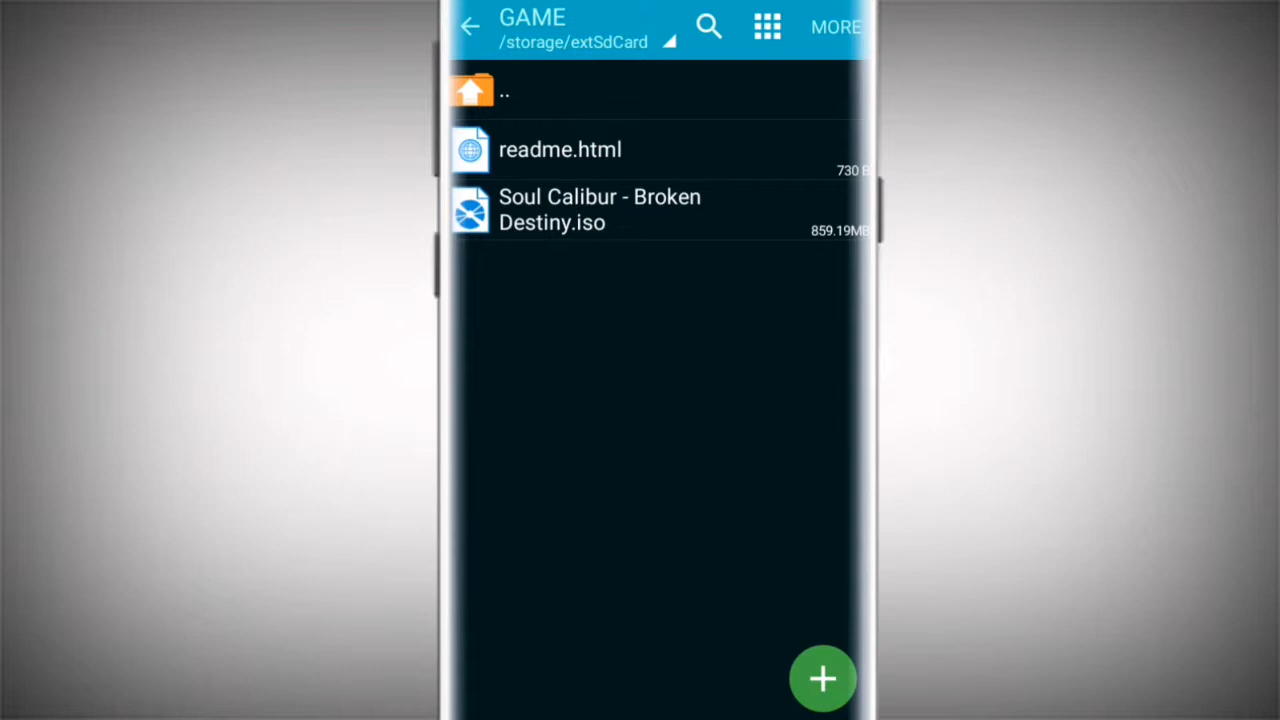 GAME
/storage/extSdCard
MORE
..
readme.html
730 B
Soul Calibur - Broken
Destiny.iso
859.19MB